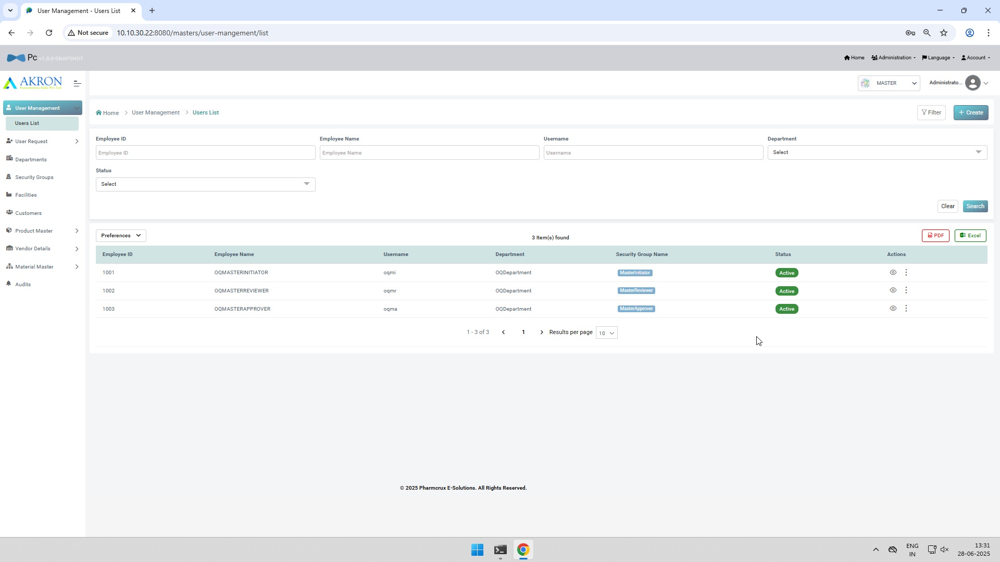 User Management - Users List
Not secure
10.10.30.22:8080/masters/user-mangement/list
Pc v1.0.0-SNAPSHOT
Home
Administration
Language
Account
AKRON
Formulations India Pvt. Ltd
MASTER
Administrato...
User Management
Users List
User Request
Departments
Security Groups
Facilities
Customers
Product Master
Vendor Details
Material Master
Audits
Home > User Management > Users List
Filter
+ Create
Employee ID
Employee Name
Username
Department
Employee ID
Employee Name
Username
Select
Status
Select
Clear
Search
Preferences
3 Item(s) found
PDF
Excel
Employee ID Employee Name Username Department Security Group Name Status Actions
1001 OQMASTERINITIATOR oqmi OQDepartment MasterInitiator Active
1002 OQMASTERREVIEWER oqmr OQDepartment MasterReviewer Active
1003 OQMASTERAPPROVER oqma OQDepartment MasterApprover Active
1 - 3 of 3 1 Results per page 10
© 2025 Pharmcrux E-Solutions. All Rights Reserved.
ENG
IN
13:31
28-06-2025